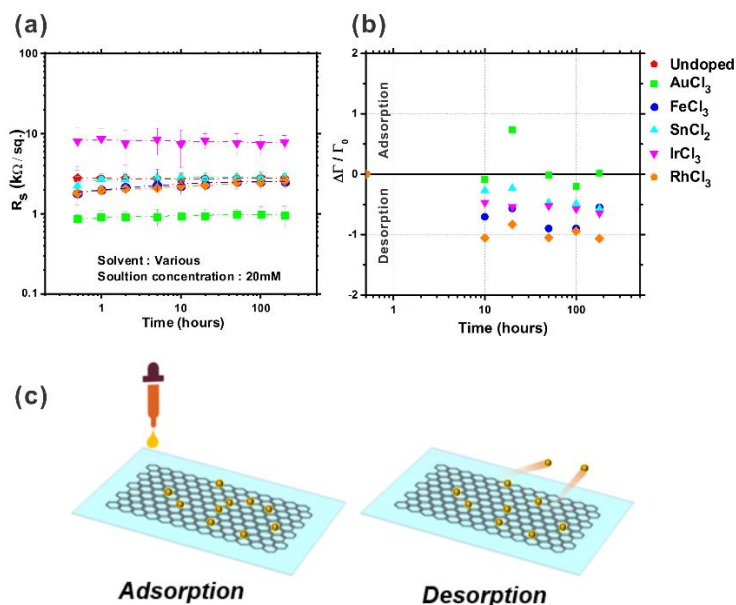 (a)
R_S (kΩ / sq.)
100
10
1
0.1
Solvent : Various
Soultion concentration : 20mM
1
10
100
Time (hours)
(b)
ΔΓ / Γ₀
2
1
0
-1
-2
Adsorption
Desorption
1
10
100
Time (hours)
Undoped
AuCl₃
FeCl₃
SnCl₂
IrCl₃
RhCl₃
(c)
Adsorption
Desorption